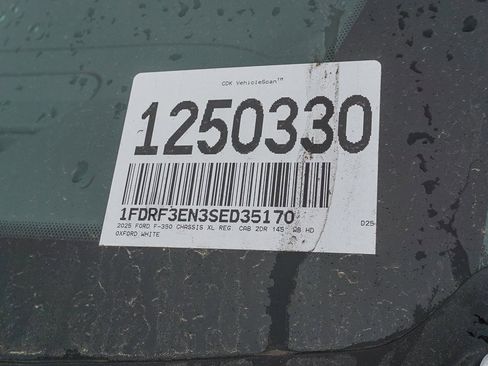 CDK VehicleScan™
1250330
1FDRF3EN3SED35170
2025 FORD F-350 CHASSIS XL REG. CAB 2DR 145" WB HD
OXFORD WHITE
D25